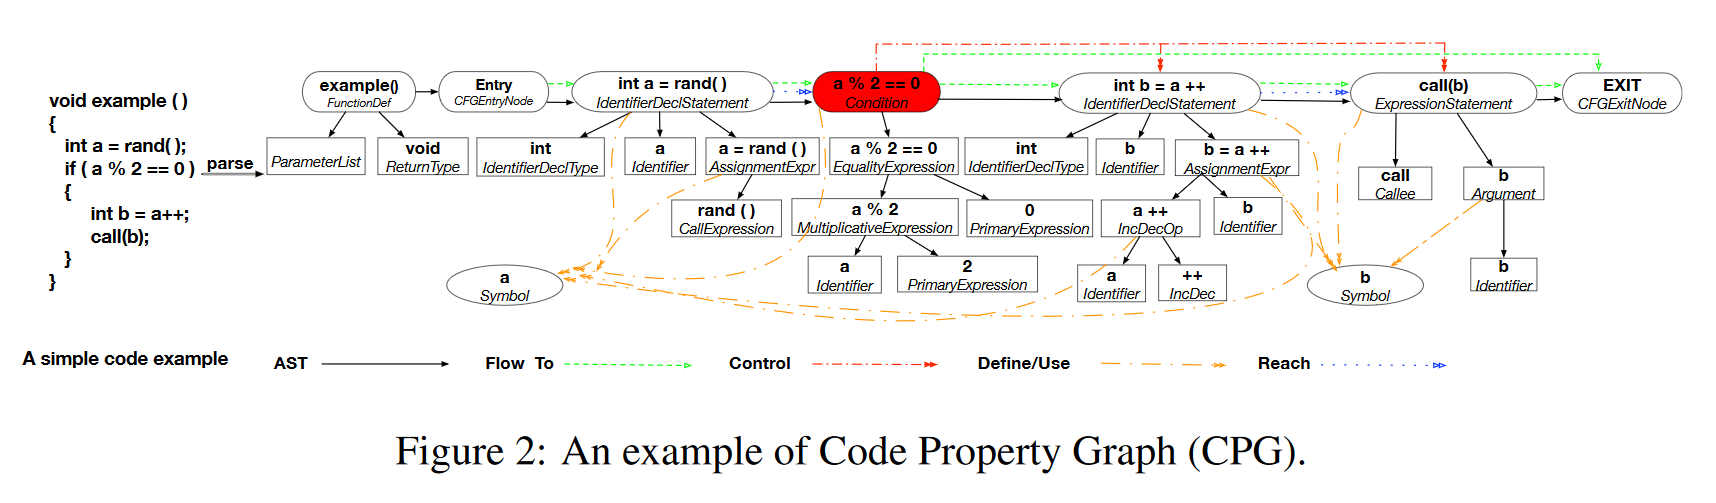 void example ( )
{
int a = rand( );
if ( a % 2 == 0 )
{
int b = a++;
call(b);
}
}
parse
example()
FunctionDef
Entry
CFGEntryNode
int a = rand( )
IdentifierDeclStatement
a % 2 == 0
Condition
int b = a ++
IdentifierDeclStatement
call(b)
ExpressionStatement
EXIT
CFGExitNode
ParameterList
void
ReturnType
int
IdentifierDeclType
a
Identifier
a = rand ( )
AssignmentExpr
a % 2 == 0
EqualityExpression
int
IdentifierDeclType
b
Identifier
b = a ++
AssignmentExpr
call
Callee
b
Argument
rand ( )
CallExpression
a % 2
MultiplicativeExpression
0
PrimaryExpression
a ++
IncDecOp
b
Identifier
a
Symbol
a
Identifier
2
PrimaryExpression
a
Identifier
++
IncDec
b
Symbol
b
Identifier
A simple code example
AST
Flow To
Control
Define/Use
Reach
Figure 2: An example of Code Property Graph (CPG).